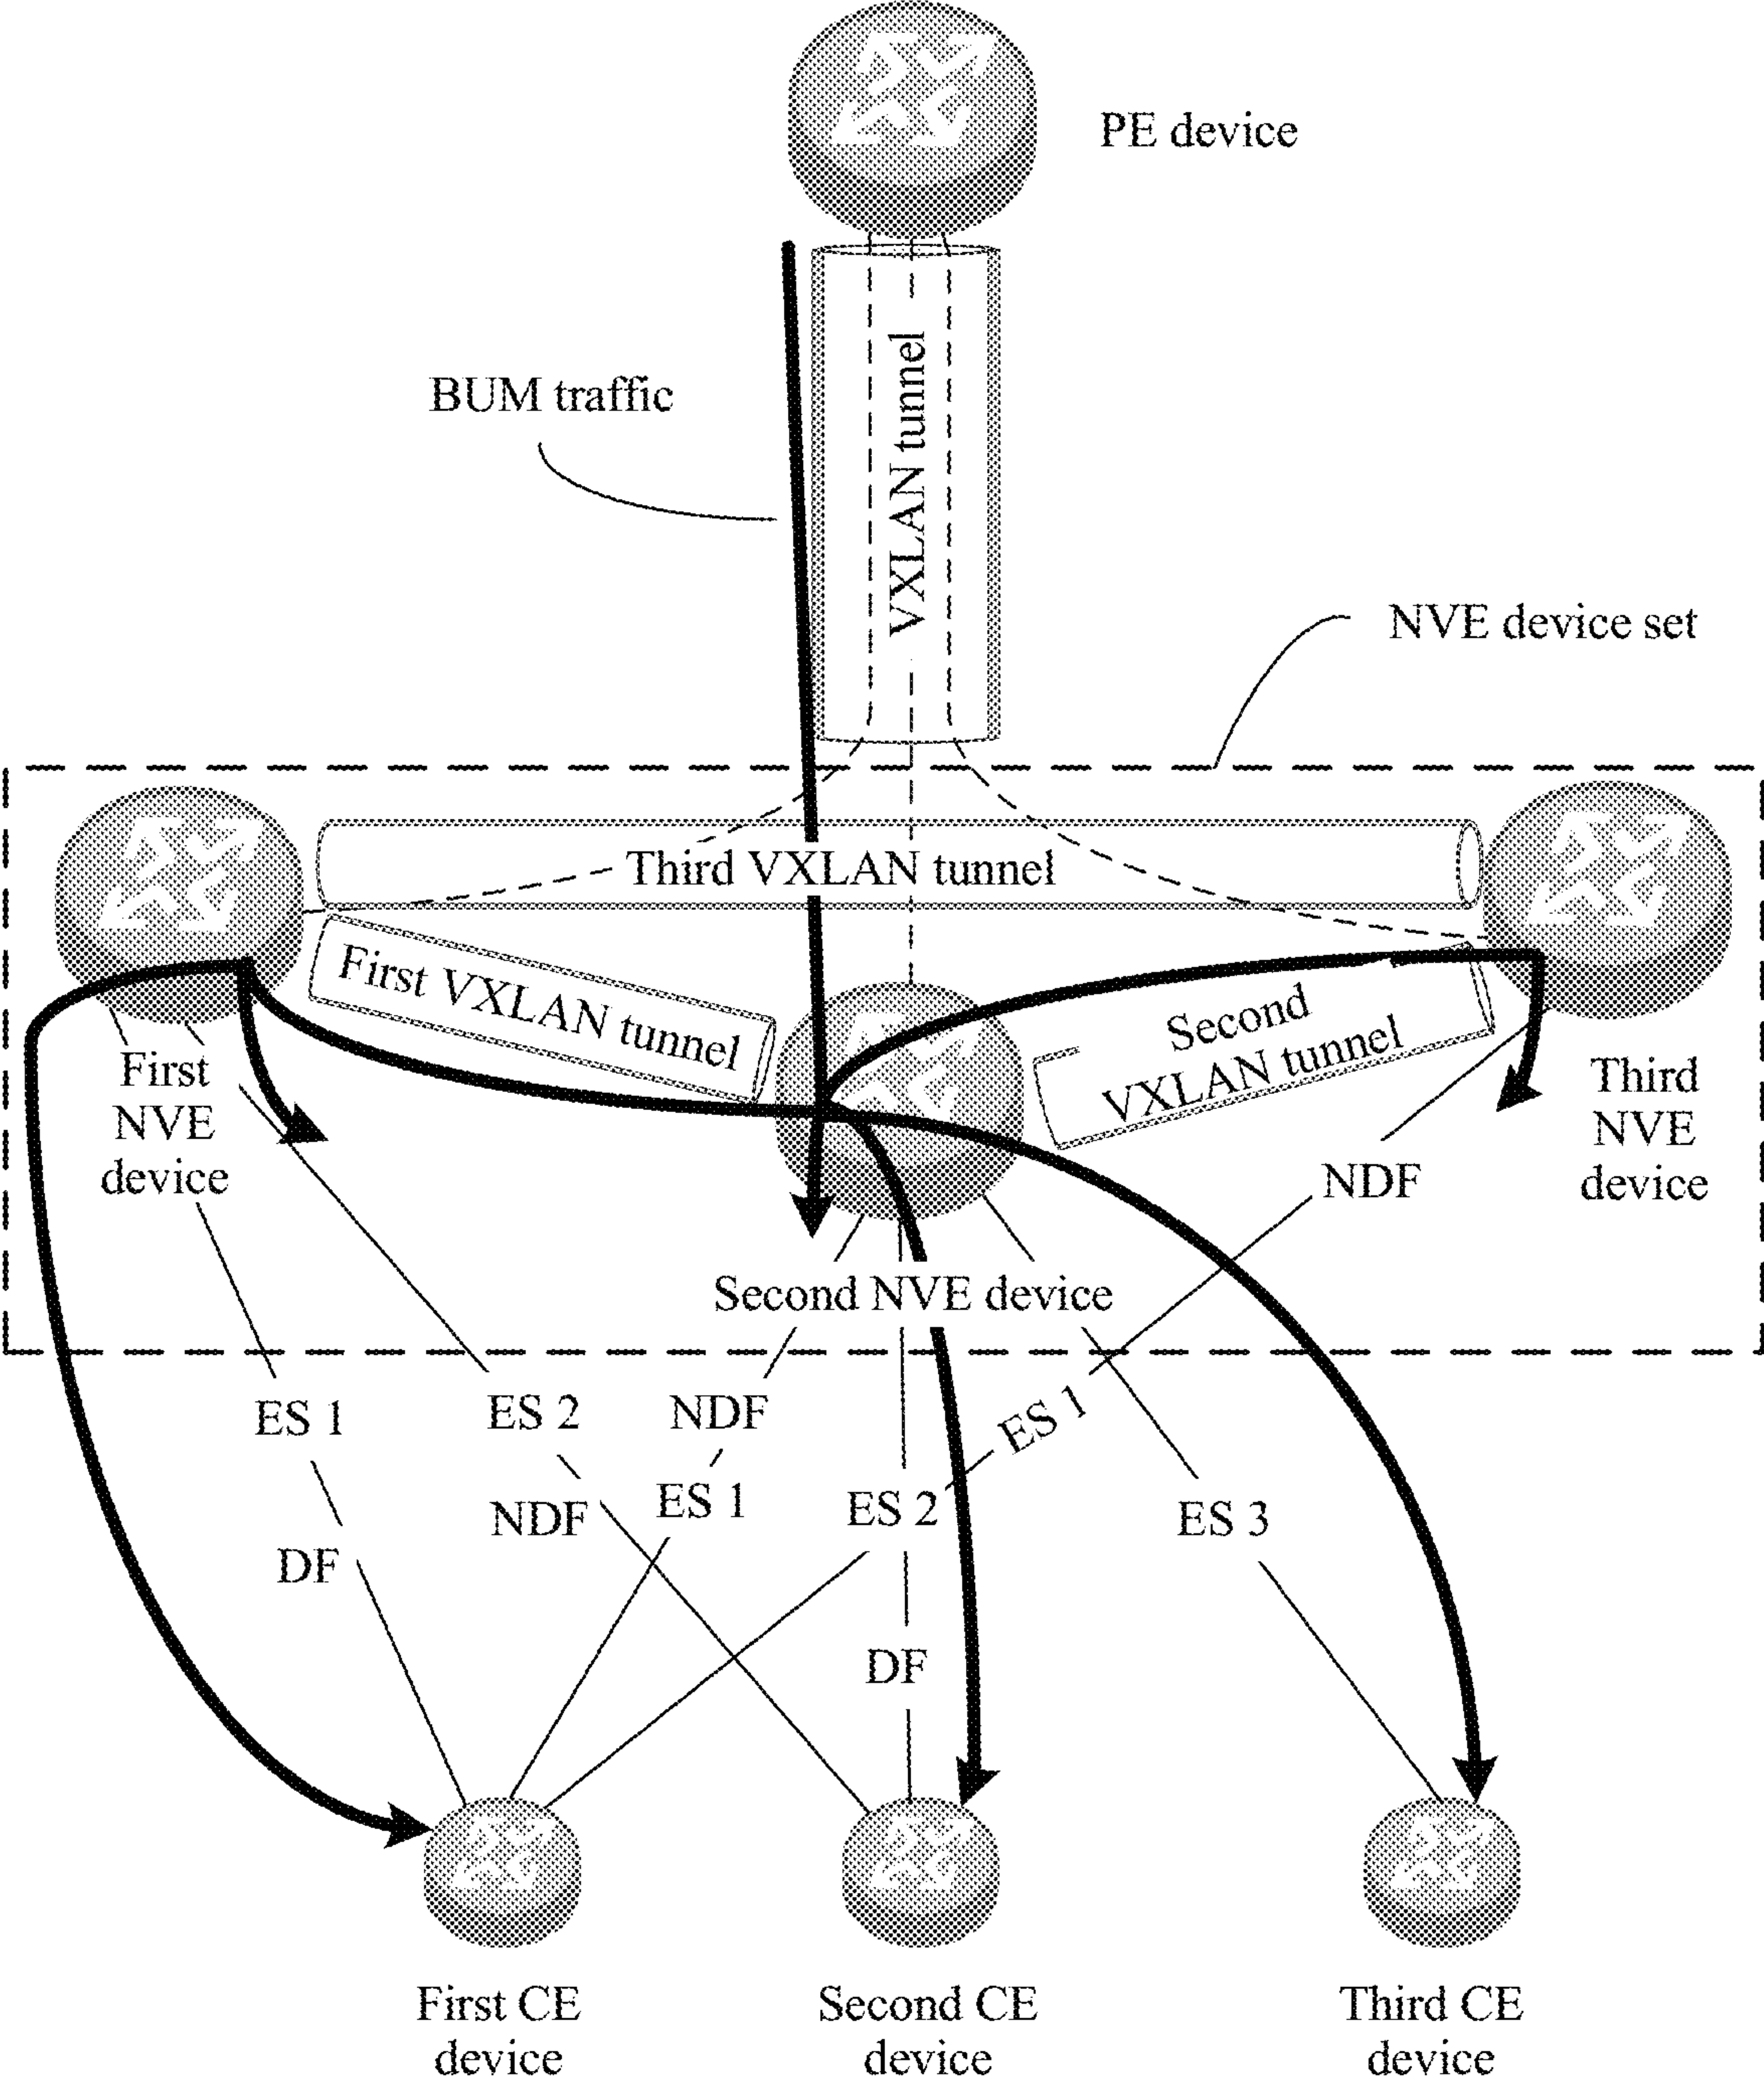 PE device
VXLAN tunnel
BUM traffic
NVE device set
Third VXLAN tunnel
First VXLAN tunnel
Second
VXLAN tunnel
First
NVE
device
Third
NVE
device
NDF
Second NVE device
ES 1
ES 2
NDF
ES 1
NDF
ES 1
ES 2
ES 3
DF
DF
First CE
device
Second CE
device
Third CE
device